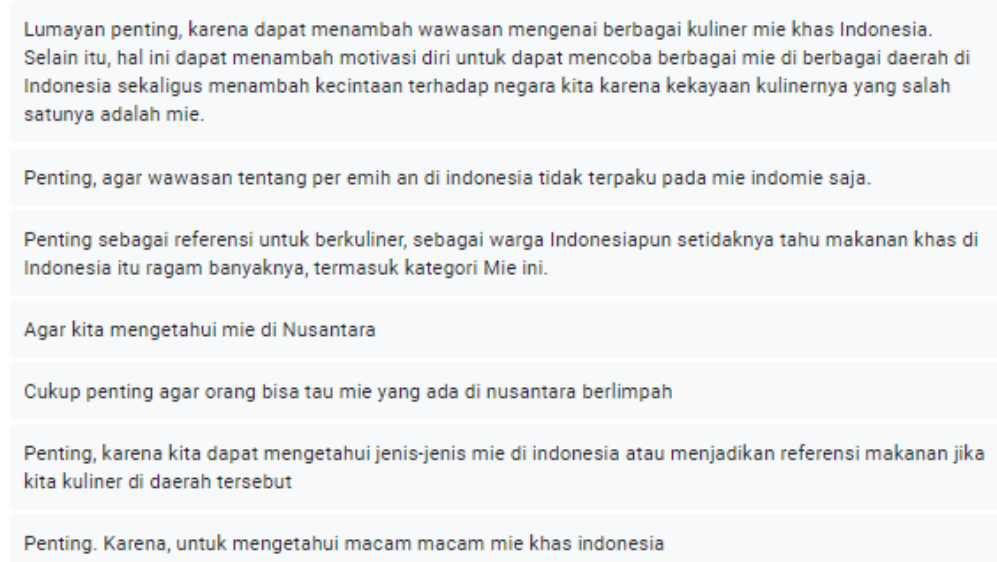 Lumayan penting, karena dapat menambah wawasan mengenai berbagai kuliner mie khas Indonesia.
Selain itu, hal ini dapat menambah motivasi diri untuk dapat mencoba berbagai mie di berbagai daerah di
Indonesia sekaligus menambah kecintaan terhadap negara kita karena kekayaan kulinernya yang salah
satunya adalah mie.
Penting, agar wawasan tentang per emih an di indonesia tidak terpaku pada mie indomie saja.
Penting sebagai referensi untuk berkuliner, sebagai warga Indonesiapun setidaknya tahu makanan khas di
Indonesia itu ragam banyaknya, termasuk kategori Mie ini.
Agar kita mengetahui mie di Nusantara
Cukup penting agar orang bisa tau mie yang ada di nusantara berlimpah
Penting, karena kita dapat mengetahui jenis-jenis mie di indonesia atau menjadikan referensi makanan jika
kita kuliner di daerah tersebut
Penting. Karena, untuk mengetahui macam macam mie khas indonesia